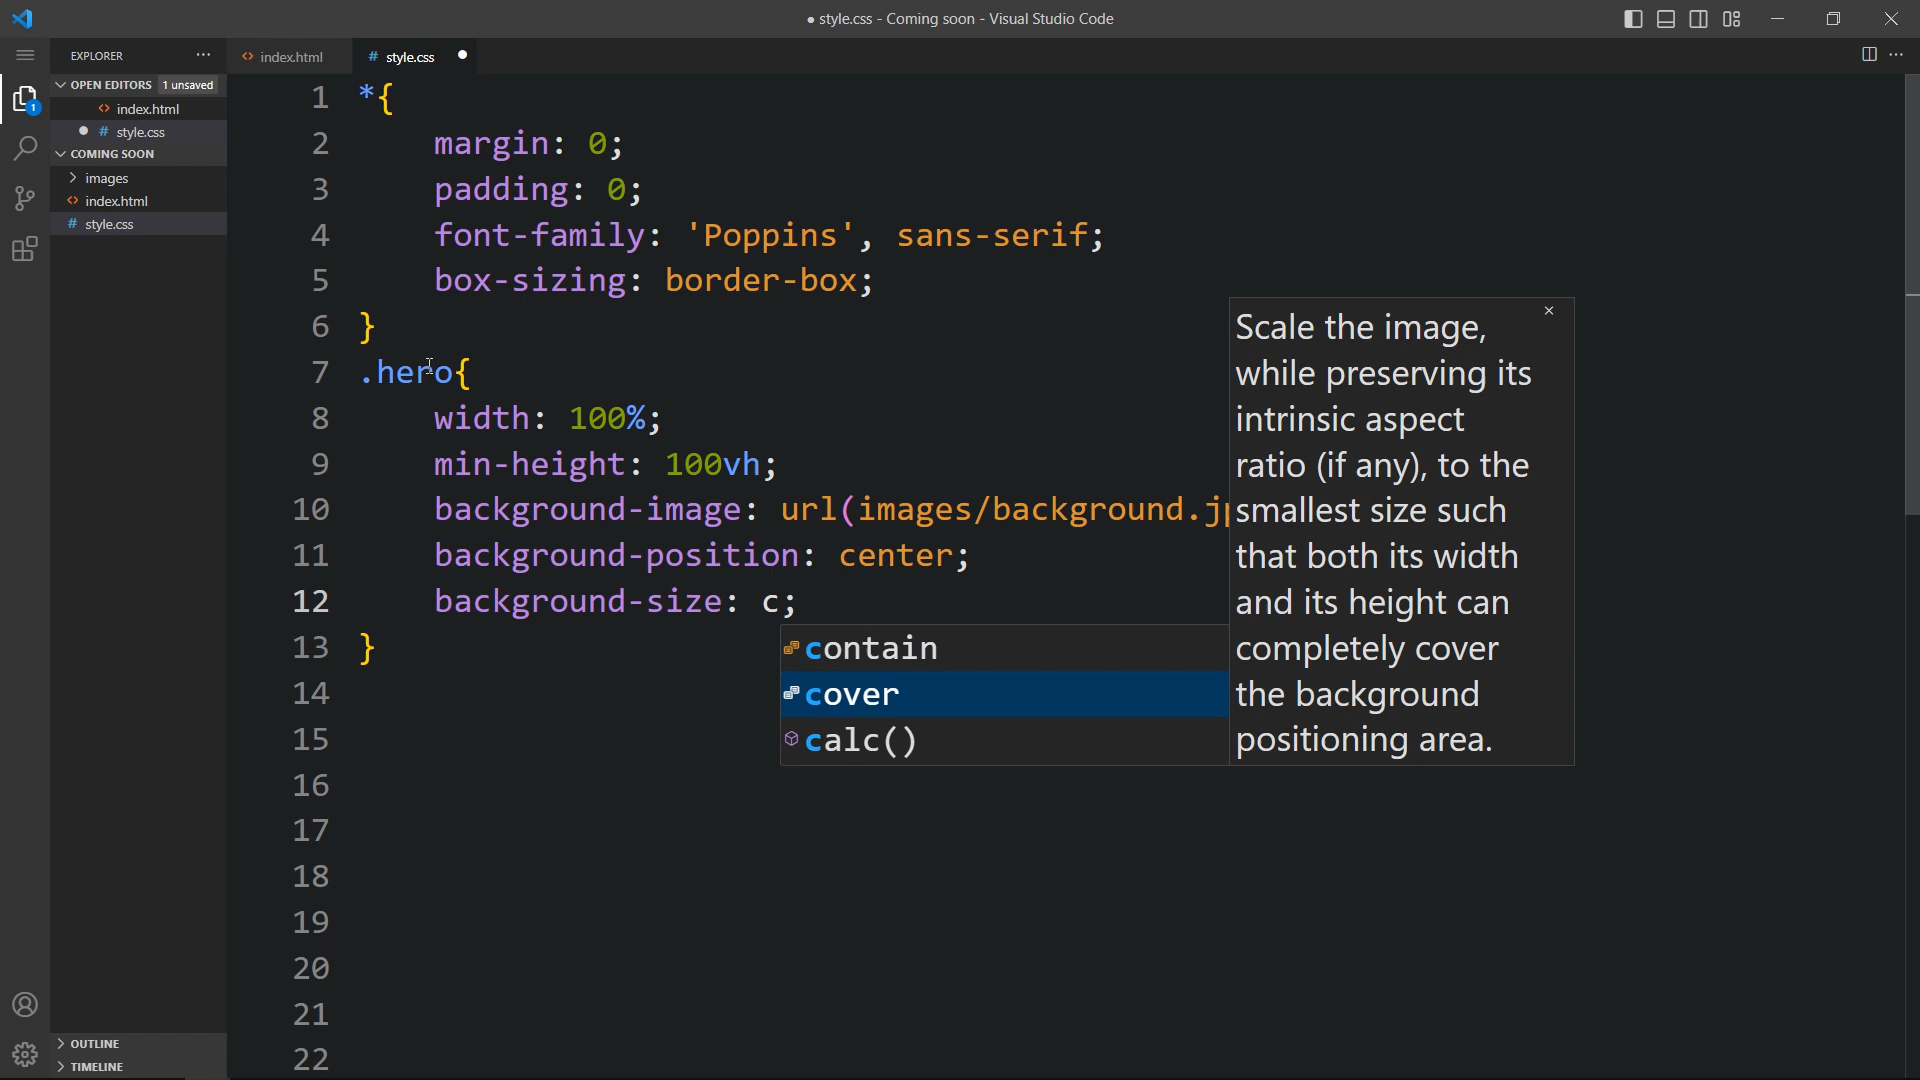 ● style.css - Coming soon - Visual Studio Code
EXPLORER
index.html
# style.css
OPEN EDITORS 1 unsaved
index.html
# style.css
COMING SOON
images
index.html
# style.css
OUTLINE
TIMELINE
1
1 *{
2 margin: 0;
3 padding: 0;
4 font-family: 'Poppins', sans-serif;
5 box-sizing: border-box;
6 }
7 .hero{
8 width: 100%;
9 min-height: 100vh;
10 background-image: url(images/background.jp
11 background-position: center;
12 background-size: c;
13 }
14
15
16
17
18
19
20
21
22
contain
cover
calc()
Scale the image,
while preserving its
intrinsic aspect
ratio (if any), to the
smallest size such
that both its width
and its height can
completely cover
the background
positioning area.